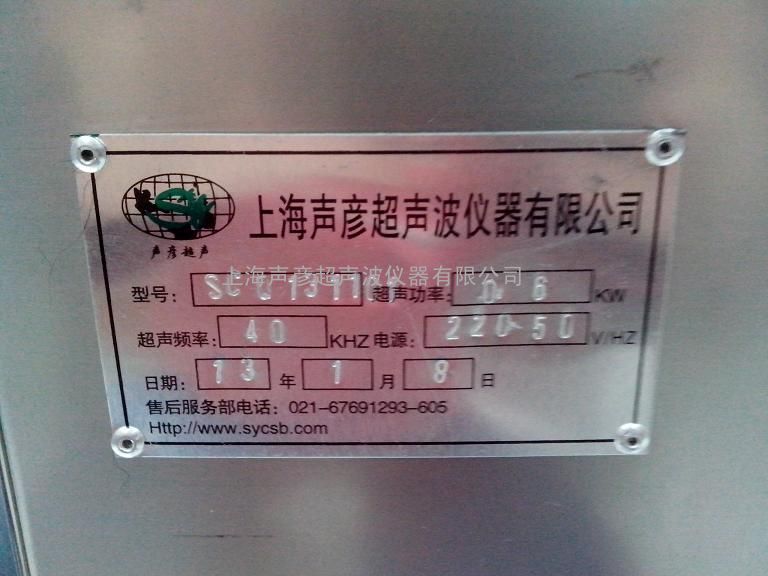 上海声彦超声波仪器有限公司
声彦超声
上海声彦超声波仪器有限公司
型号: 超声功率: 0.6 KW
超声频率: 40 KHZ 电源: 220-50 V/HZ
日期: 13 年 1 月 8 日
售后服务部电话: 021-67691293-605
Http://www.sycsb.com